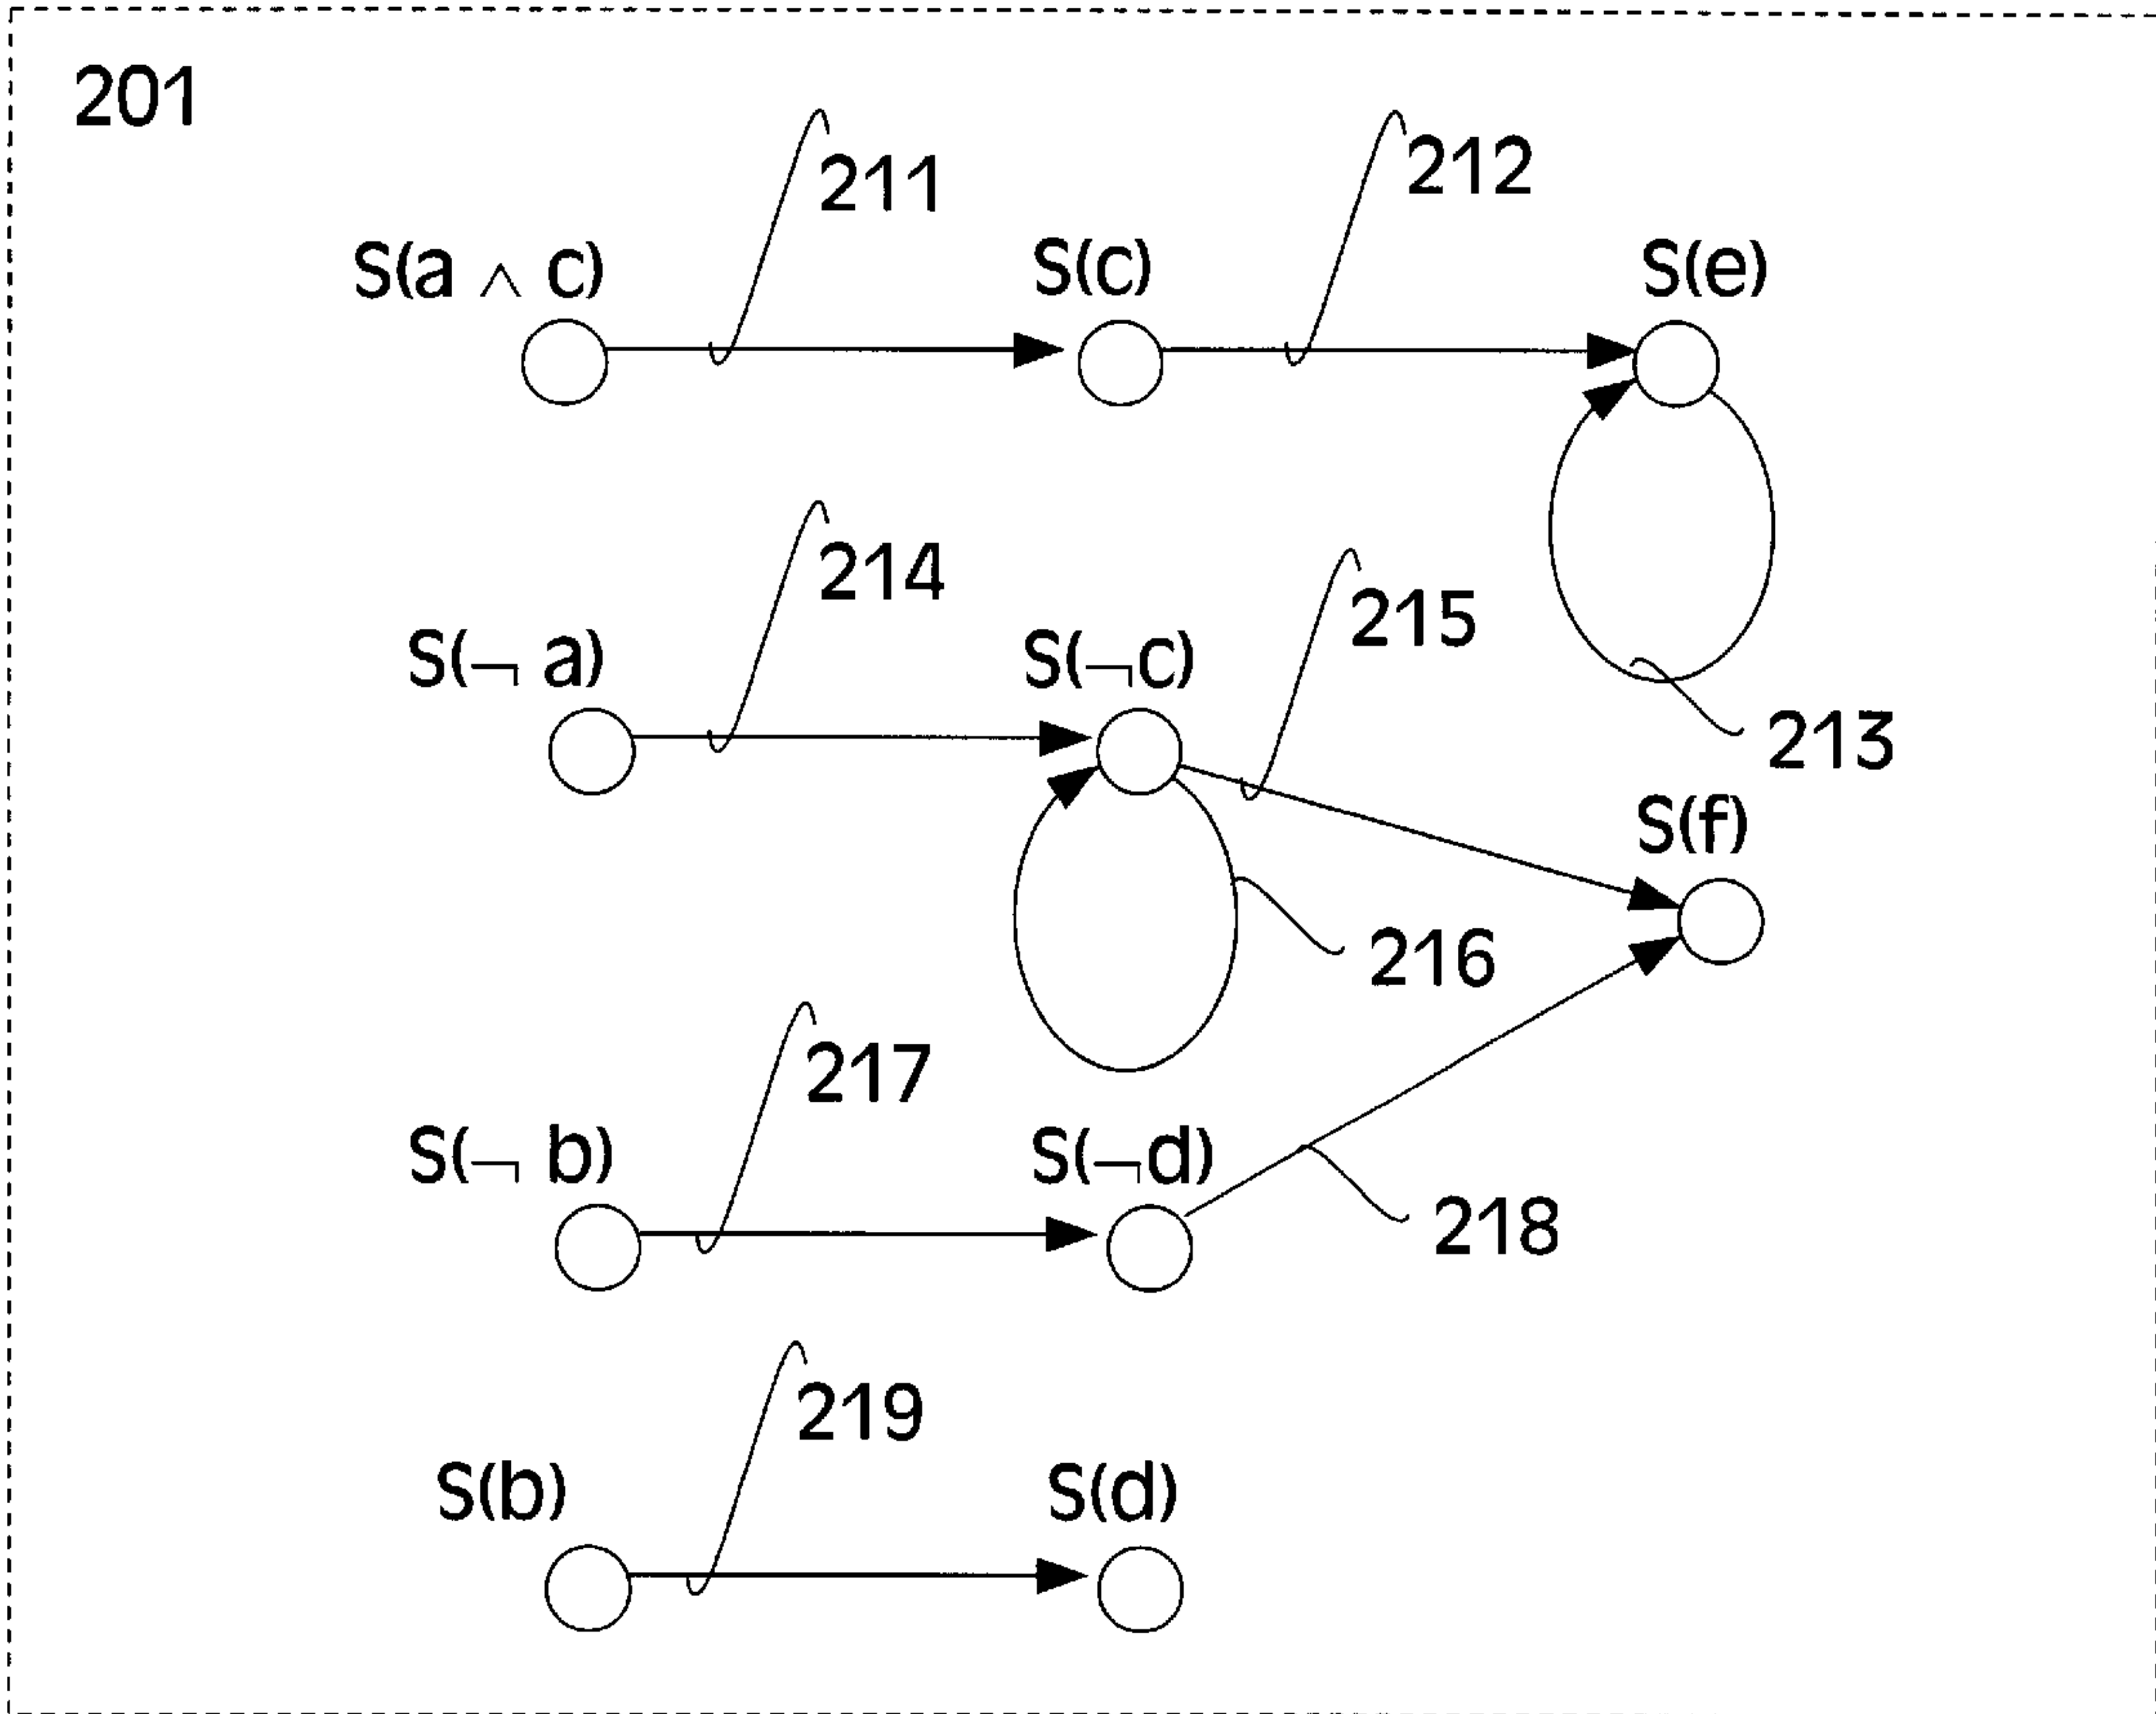 201
211
212
S(a ∧ c)
S(c)
S(e)
214
215
S(¬ a)
S(¬c)
213
S(f)
216
217
S(¬ b)
S(¬d)
218
219
S(b)
S(d)